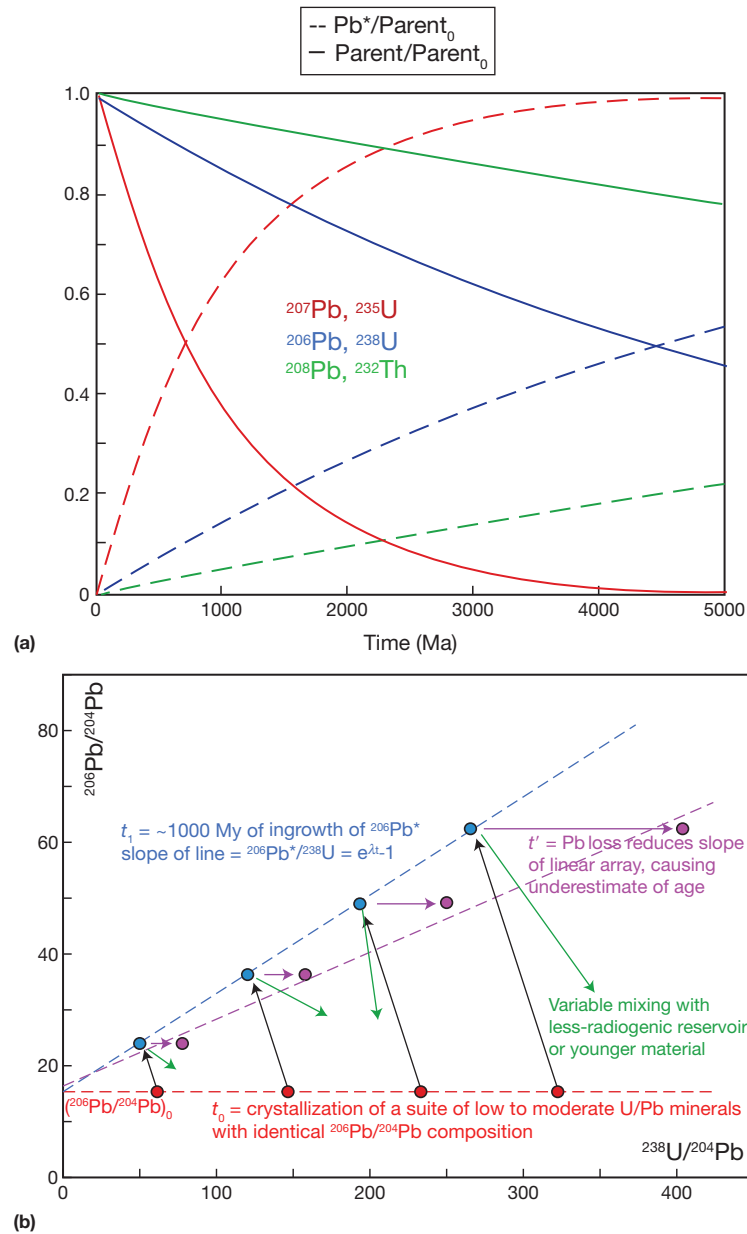 -- Pb*/Parent₀
— Parent/Parent₀
1.0
0.8
0.6
0.4
0.2
0
²⁰⁷Pb, ²³⁵U
²⁰⁶Pb, ²³⁸U
²⁰⁸Pb, ²³²Th
0 1000 2000 3000 4000 5000
Time (Ma)
(a)
²⁰⁶Pb/²⁰⁴Pb
80
60
40
20
0
t₁ = ~1000 My of ingrowth of ²⁰⁶Pb*
slope of line = ²⁰⁶Pb*/²³⁸U = e^λt-1
t′ = Pb loss reduces slope
of linear array, causing
underestimate of age
Variable mixing with
less-radiogenic reservoir
or younger material
(²⁰⁶Pb/²⁰⁴Pb)₀
t₀ = crystallization of a suite of low to moderate U/Pb minerals
with identical ²⁰⁶Pb/²⁰⁴Pb composition
²³⁸U/²⁰⁴Pb
0 100 200 300 400
(b)